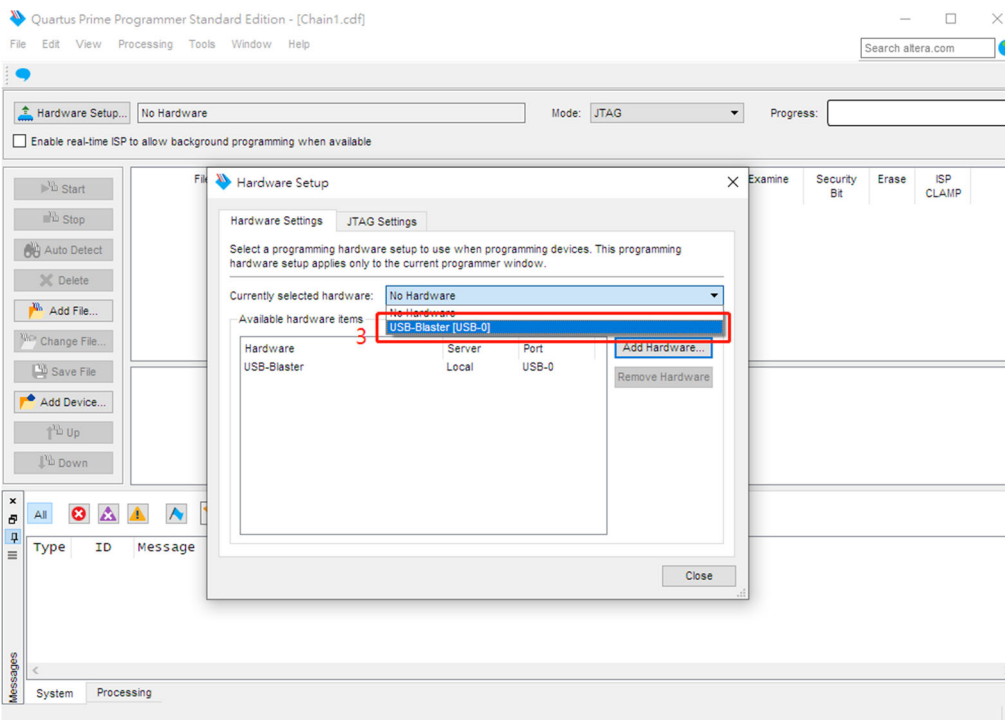 Quartus Prime Programmer Standard Edition - [Chain1.cdf]
File Edit View Processing Tools Window Help
Search altera.com
Hardware Setup... No Hardware Mode: JTAG Progress:
Enable real-time ISP to allow background programming when available
Start
Stop
Auto Detect
Delete
Add File...
Change File...
Save File
Add Device...
Up
Down
Examine Security Bit Erase ISP CLAMP
Hardware Setup
Hardware Settings JTAG Settings
Select a programming hardware setup to use when programming devices. This programming
hardware setup applies only to the current programmer window.
Currently selected hardware: No Hardware
No Hardware
USB-Blaster [USB-0]
3
Available hardware items
Hardware Server Port
USB-Blaster Local USB-0
Add Hardware...
Remove Hardware
Close
All
Type ID Message
Messages
System Processing